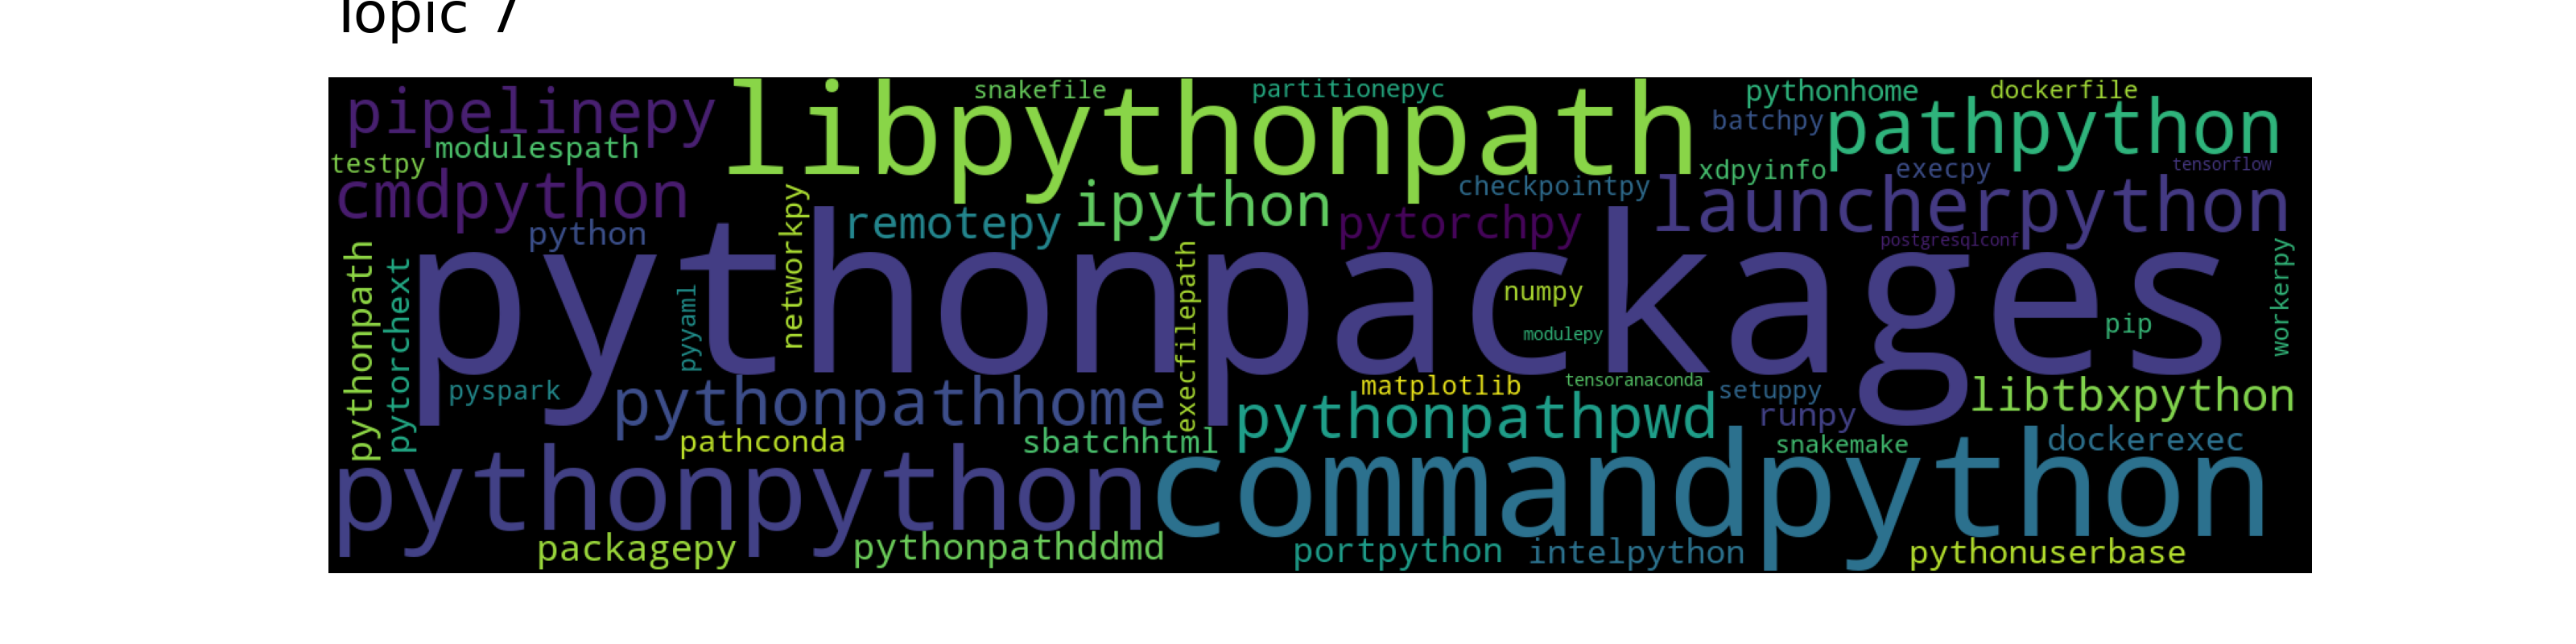 Topic 7
snakefile
partitionepyc
pythonhome
dockerfile
pipelinepy
libpythonpath
batchpy
pathpython
modulespath
testpy
xdpyinfo
execpy
tensorflow
cmdpython
checkpointpy
launcherpython
ipython
remotepy
pytorchpy
python
postgresqlconf
networkpy
pythonpath
pytorchext
pythonpackages
pyyaml
execfilepath
numpy
modulepy
pip
workerpy
pyspark
pythonpathhome
matplotlib
tensoranaconda
setuppy
libtbxpython
pythonpathpwd
runpy
pathconda
sbatchhtml
snakemake
dockerexec
pythonpython
commandpython
packagepy
pythonpathddmd
portpython
intelpython
pythonuserbase